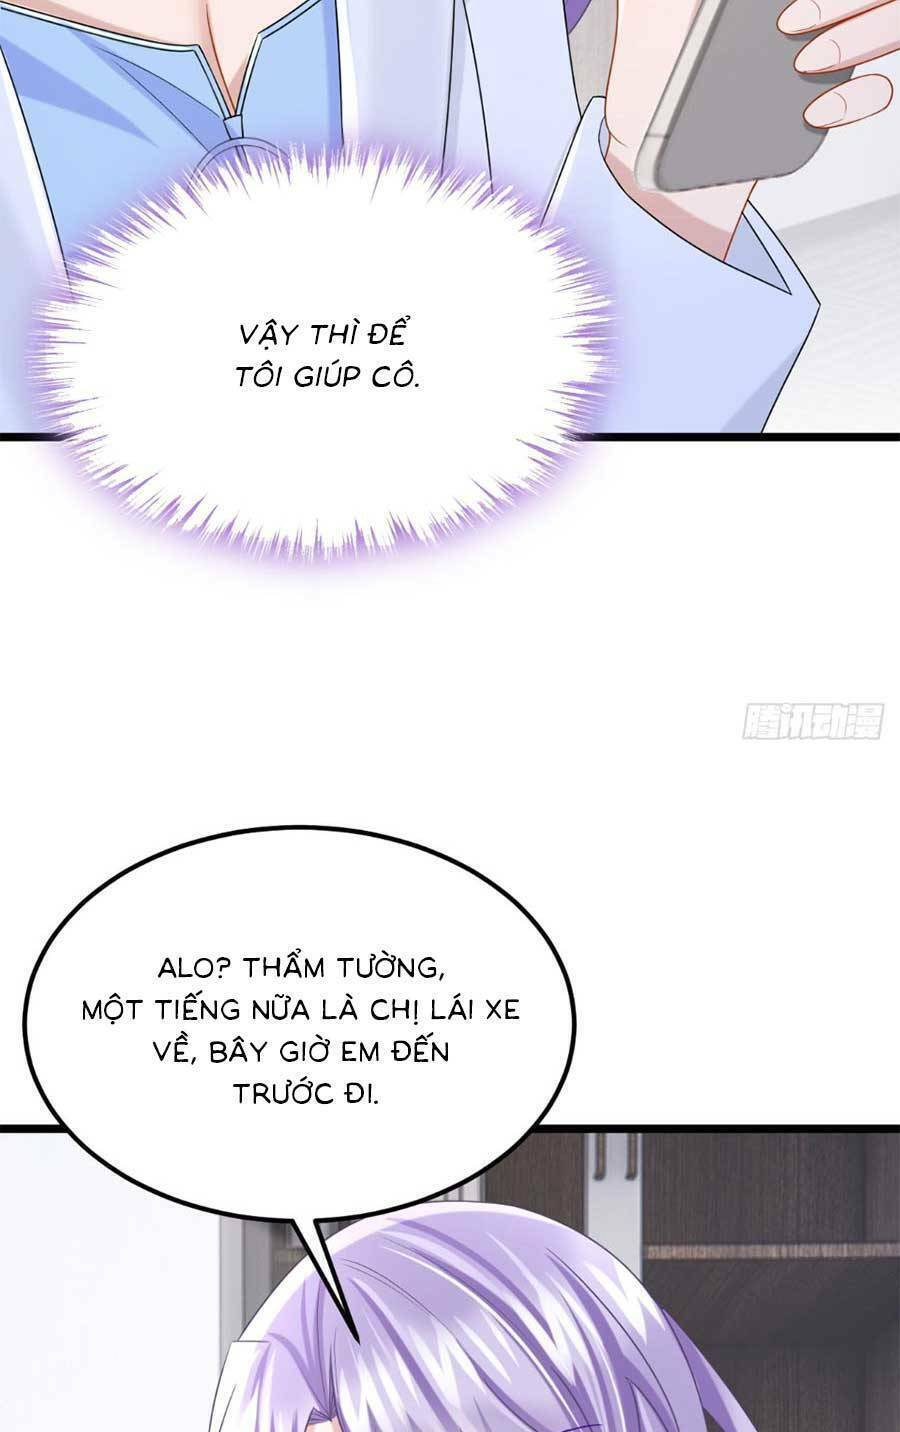 VẬY THÌ ĐỂ
TÔI GIÚP CÔ.
腾讯动漫
ALO? THẨM TƯỜNG,
MỘT TIẾNG NỮA LÀ CHỊ LÁI XE
VỀ, BÂY GIỜ EM ĐẾN
TRƯỚC ĐI.